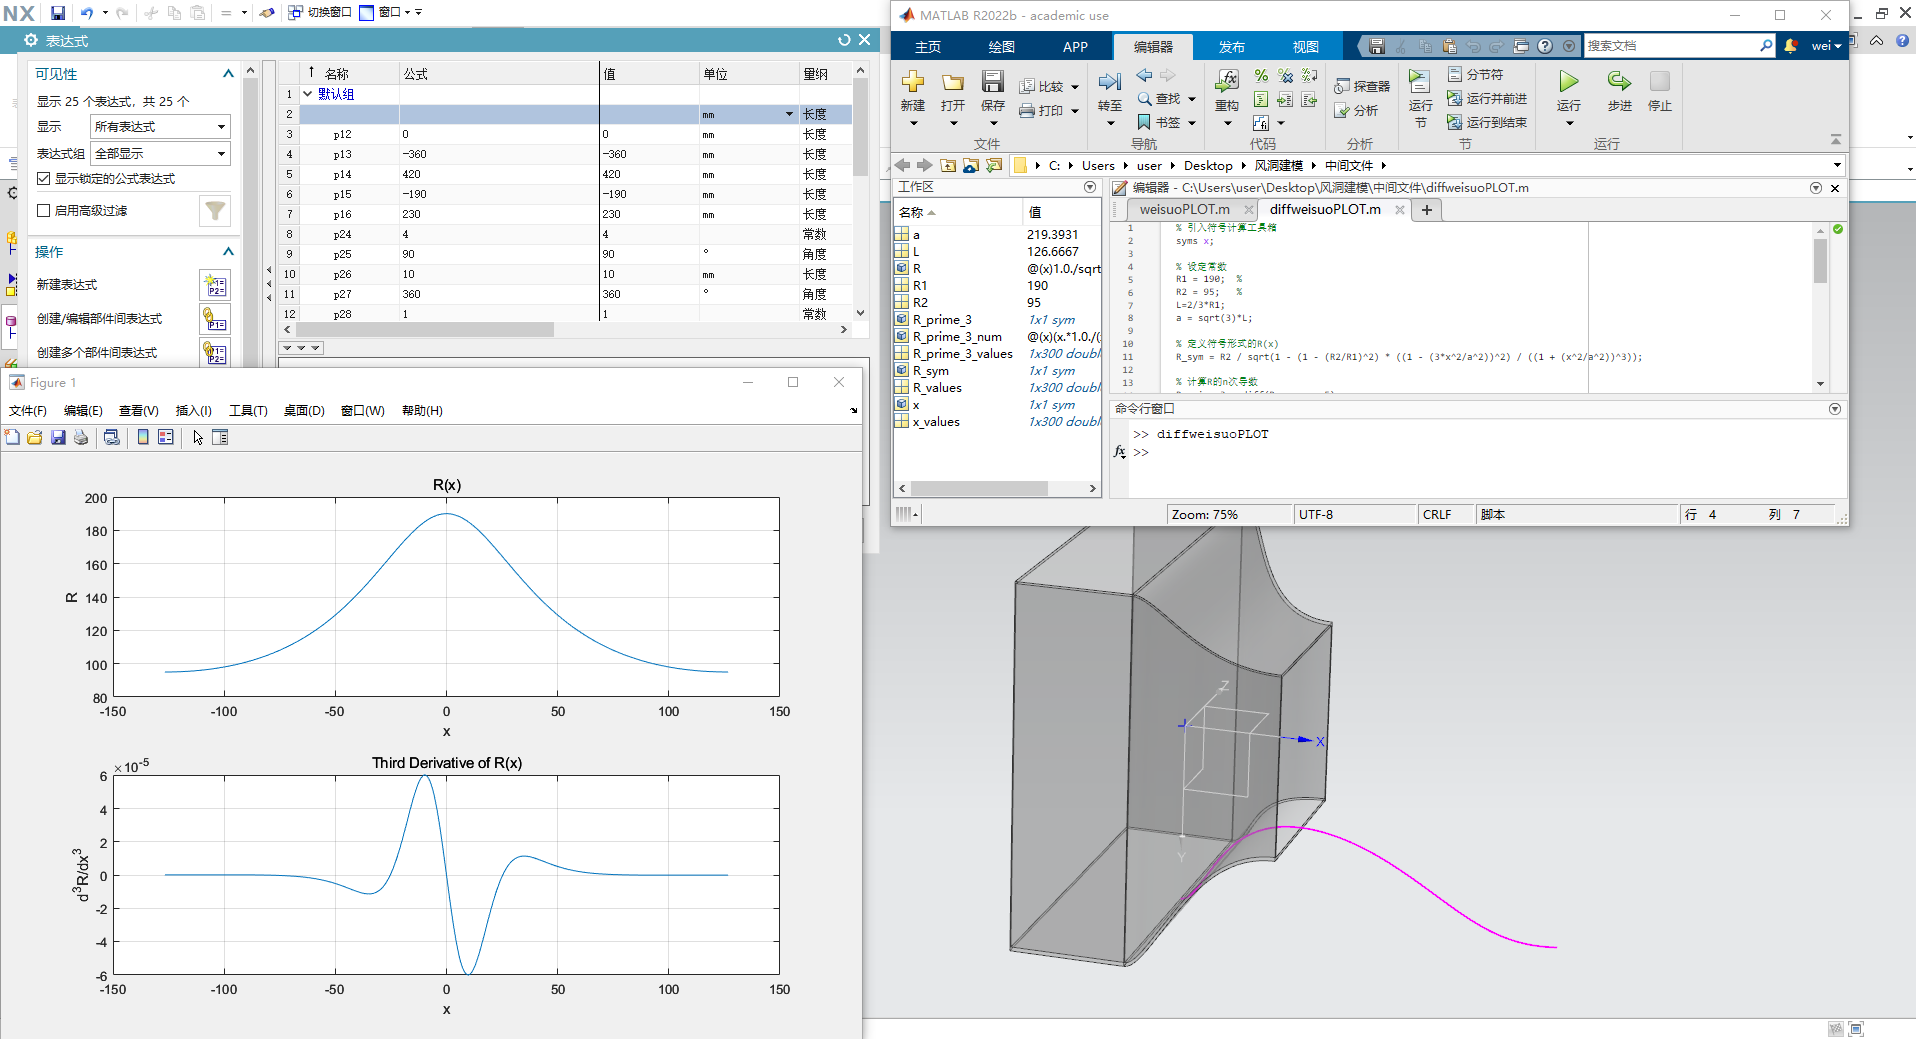 NX
切换窗口
窗口
表达式
可见性
显示 25 个表达式，共 25 个
显示 所有表达式
表达式组 全部显示
显示锁定的公式表达式
启用高级过滤
操作
新建表达式
创建/编辑部件间表达式
创建多个部件间表达式
↑ 名称 公式 值 单位 量纲
1 默认组
2 mm 长度
3 p12 0 0 mm 长度
4 p13 -360 -360 mm 长度
5 p14 420 420 mm 长度
6 p15 -190 -190 mm 长度
7 p16 230 230 mm 长度
8 p24 4 4 常数
9 p25 90 90 ° 角度
10 p26 10 10 mm 长度
11 p27 360 360 ° 角度
12 p28 1 1 常数
Figure 1
文件(F) 编辑(E) 查看(V) 插入(I) 工具(T) 桌面(D) 窗口(W) 帮助(H)
R(x)
200
180
160
140
120
100
80
R
-150 -100 -50 0 50 100 150
x
×10-5
Third Derivative of R(x)
6
4
2
0
-2
-4
-6
d3R/dx3
-150 -100 -50 0 50 100 150
x
MATLAB R2022b - academic use
主页 绘图 APP 编辑器 发布 视图
搜索文档
wei
新建 打开 保存 比较 打印
文件
转至 查找 书签
导航
重构
代码
探查器
分析
分析
运行节 分节符 运行并前进 运行到结束
节
运行 步进 停止
运行
C: Users user Desktop 风洞建模 中间文件
工作区
名称 值
a 219.3931
L 126.6667
R @(x)1.0./sqrt
R1 190
R2 95
R_prime_3 1x1 sym
R_prime_3_num @(x)(x.*1.0./(
R_prime_3_values 1x300 doubl
R_sym 1x1 sym
R_values 1x300 doubl
x 1x1 sym
x_values 1x300 doubl
编辑器 - C:\Users\user\Desktop\风洞建模\中间文件\diffweisuoPLOT.m
weisuoPLOT.m diffweisuoPLOT.m
1 % 引入符号计算工具箱
2 syms x;
3
4 % 设定常数
5 R1 = 190; %
6 R2 = 95; %
7 L=2/3*R1;
8 a = sqrt(3)*L;
9
10 % 定义符号形式的R(x)
11 R_sym = R2 / sqrt(1 - (1 - (R2/R1)^2) * ((1 - (3*x^2/a^2))^2) / ((1 + (x^2/a^2))^3));
12
13 % 计算R的n次导数
命令行窗口
>> diffweisuoPLOT
fx >>
Zoom: 75% UTF-8 CRLF 脚本 行 4 列 7
Z
X
Y